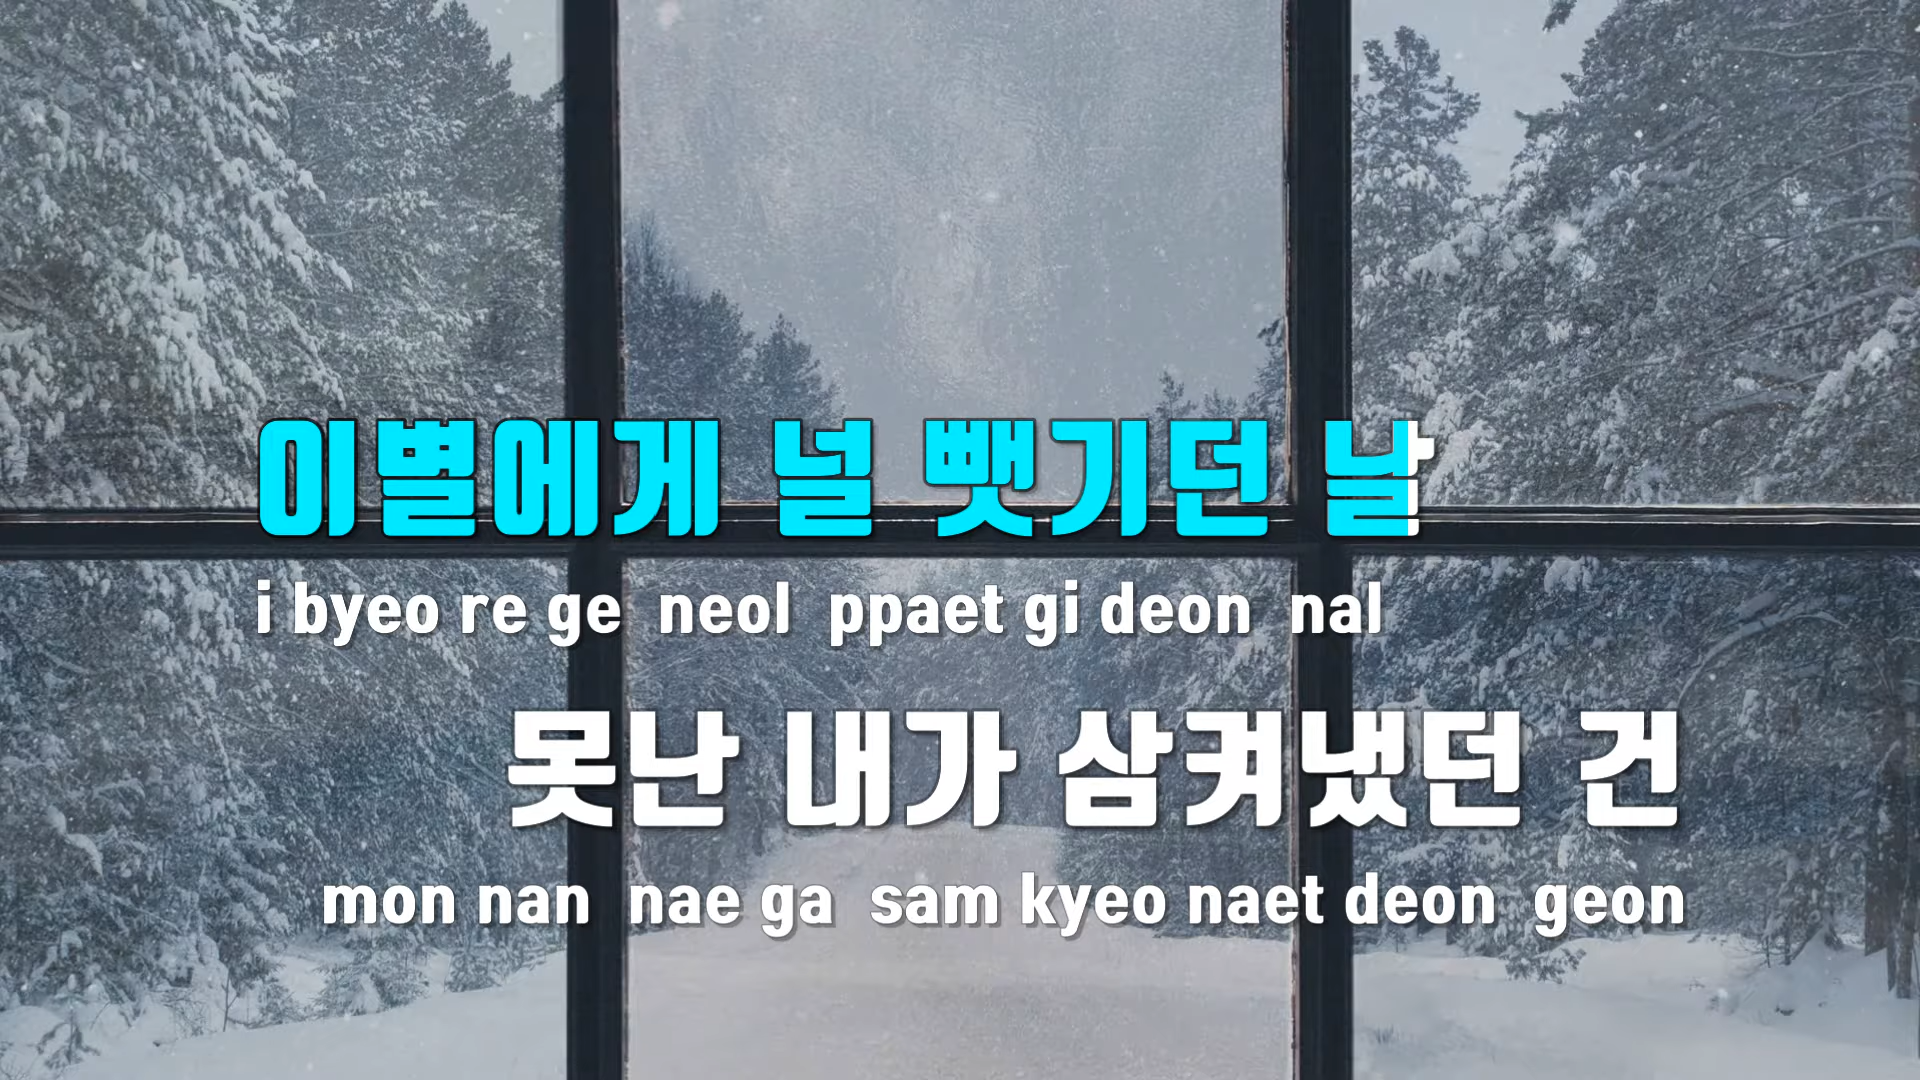 이별에게 널 뺏기던 날
i byeo re ge neol ppaet gi deon nal
못난 내가 삼켜냈던 건
mon nan nae ga sam kyeo naet deon geon